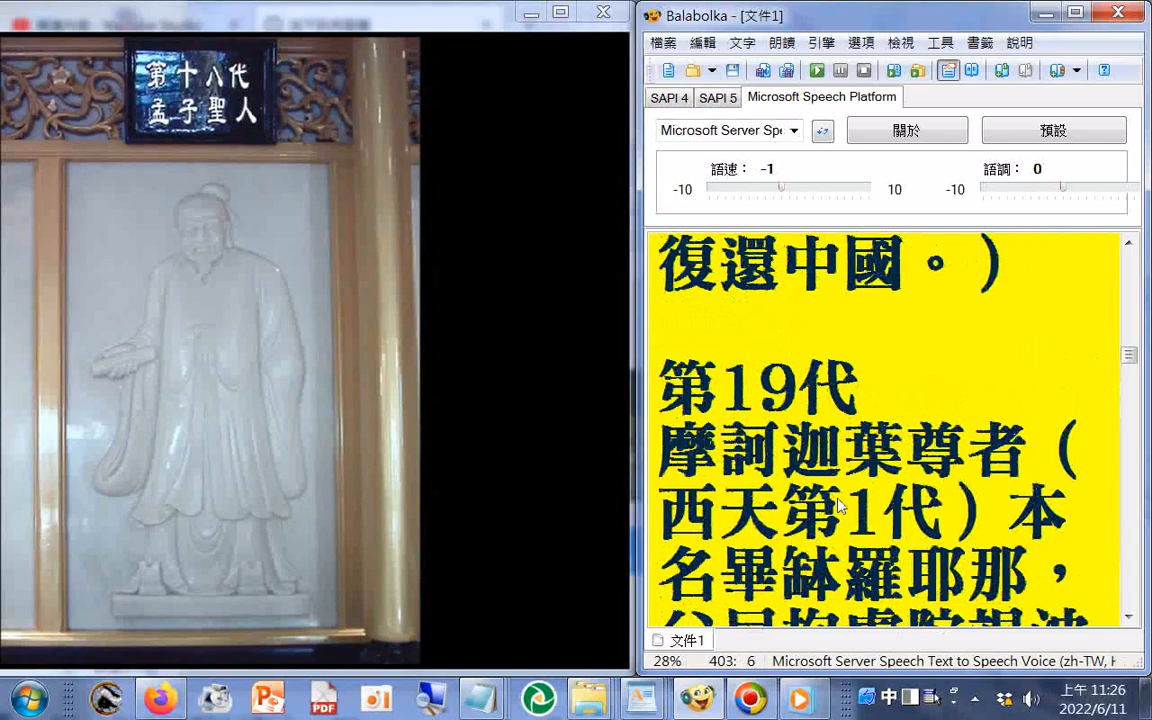 第十八代
孟子聖人
Balabolka - [文件1]
檔案 編輯 文字 朗讀 引擎 選項 檢視 工具 書籤 說明
SAPI 4 SAPI 5 Microsoft Speech Platform
Microsoft Server Spe 關於 預設
語速： -1 語調： 0
-10 10 -10
復還中國。）
第19代
摩訶迦葉尊者（
西天第1代）本
名畢缽羅耶那，
文件1
28% 403: 6 Microsoft Server Speech Text to Speech Voice (zh-TW, H
PDF
中
上午 11:26
2022/6/11